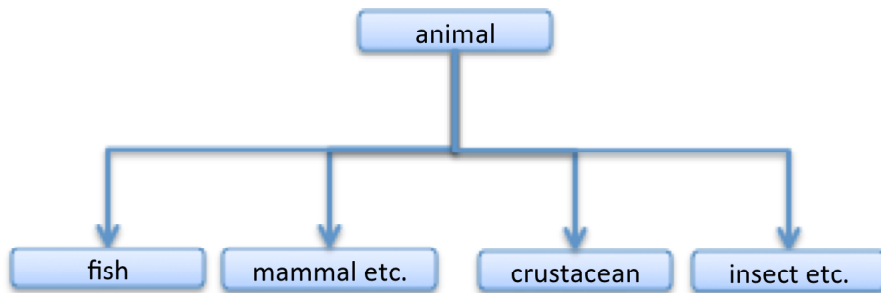 animal
fish
mammal etc.
crustacean
insect etc.